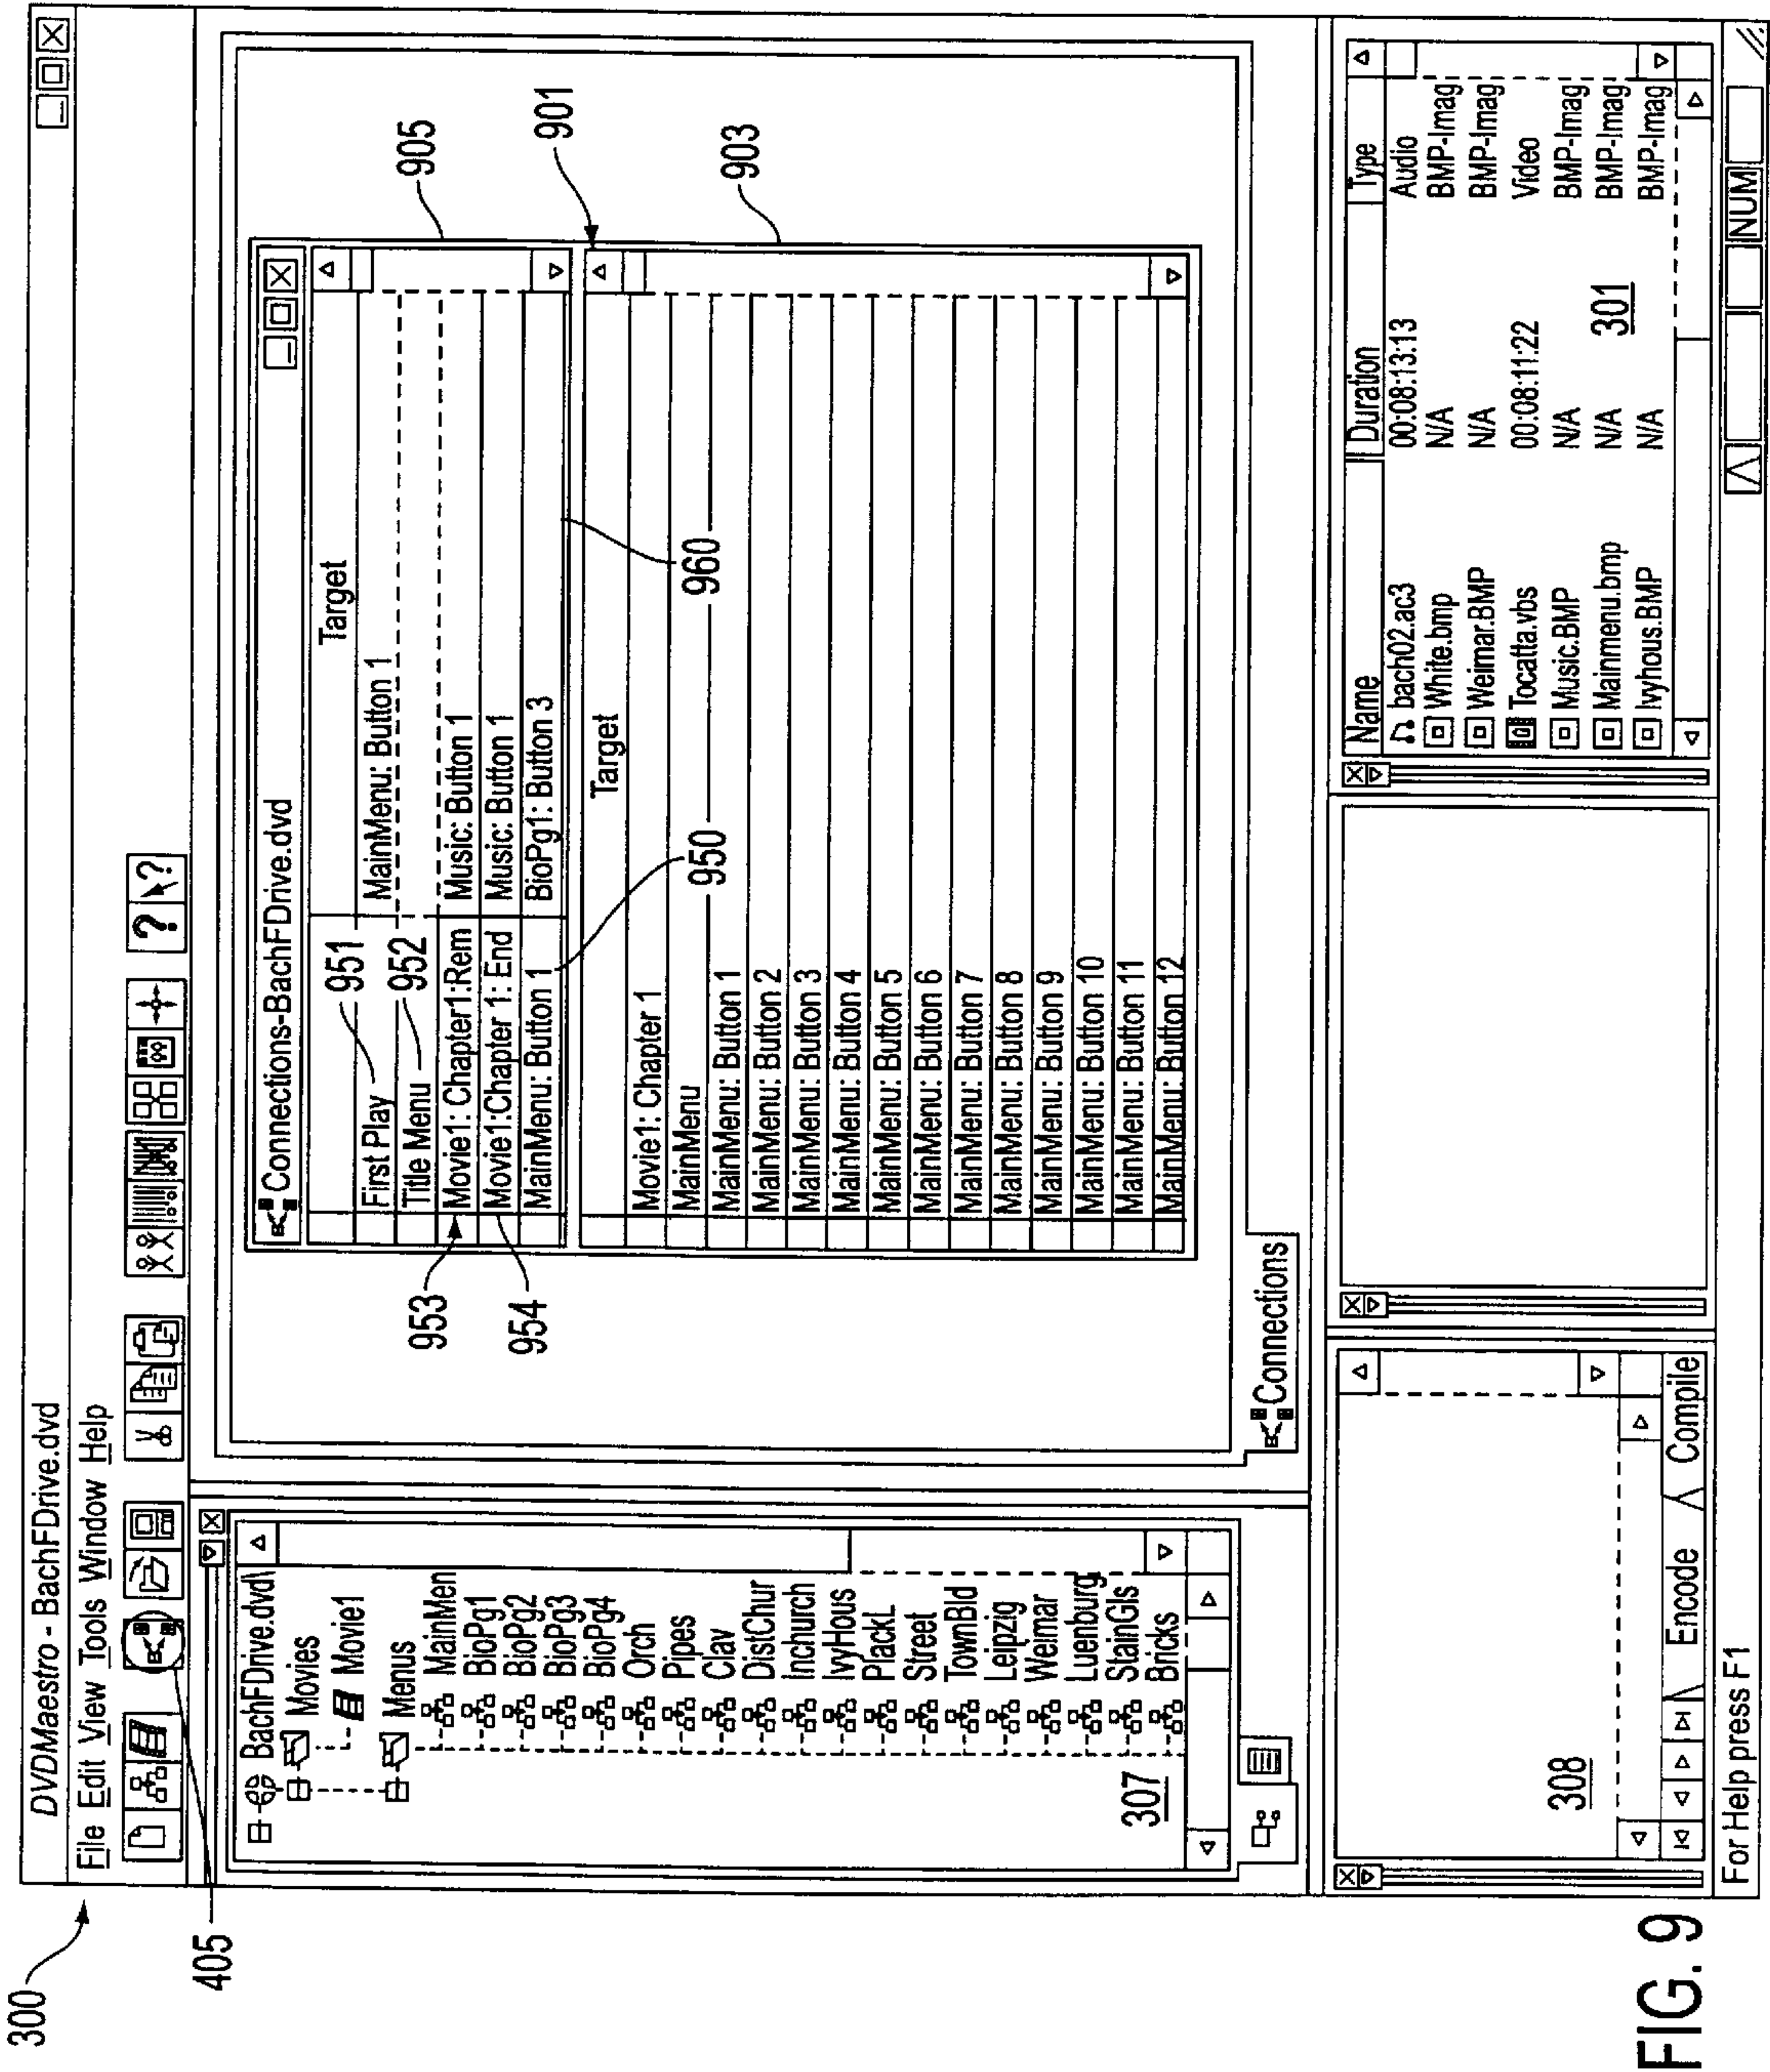 300
DVDMaestro - BachFDrive.dvd
File Edit View Tools Window Help
405
BachFDrive.dvd\
Movies
Movie1
Menus
MainMen
BioPg1
BioPg2
BioPg3
BioPg4
Orch
Pipes
Clav
DistChur
Inchurch
IvyHous
PlackL
Street
TownBld
Leipzig
Weimar
Luenburg
StainGls
Bricks
307
Connections-BachFDrive.dvd
Target
951
First Play MainMenu: Button 1
952
Title Menu
953
Movie1: Chapter1:Rem Music: Button 1
954
Movie1:Chapter 1: End Music: Button 1
MainMenu: Button 1 BioPg1: Button 3
905
901
903
960
950
Target
Movie1: Chapter 1
MainMenu
MainMenu: Button 1
MainMenu: Button 2
MainMenu: Button 3
MainMenu: Button 4
MainMenu: Button 5
MainMenu: Button 6
MainMenu: Button 7
MainMenu: Button 8
MainMenu: Button 9
MainMenu: Button 10
MainMenu: Button 11
MainMenu: Button 12
Connections
308
Encode Compile
Name Duration Type
bach02.ac3 00:08:13:13 Audio
White.bmp N/A BMP-Imag
Weimar.BMP N/A BMP-Imag
Tocatta.vbs 00:08:11:22 Video
Music.BMP N/A BMP-Imag
Mainmenu.bmp N/A BMP-Imag
Ivyhous.BMP N/A BMP-Imag
301
For Help press F1
NUM
FIG. 9